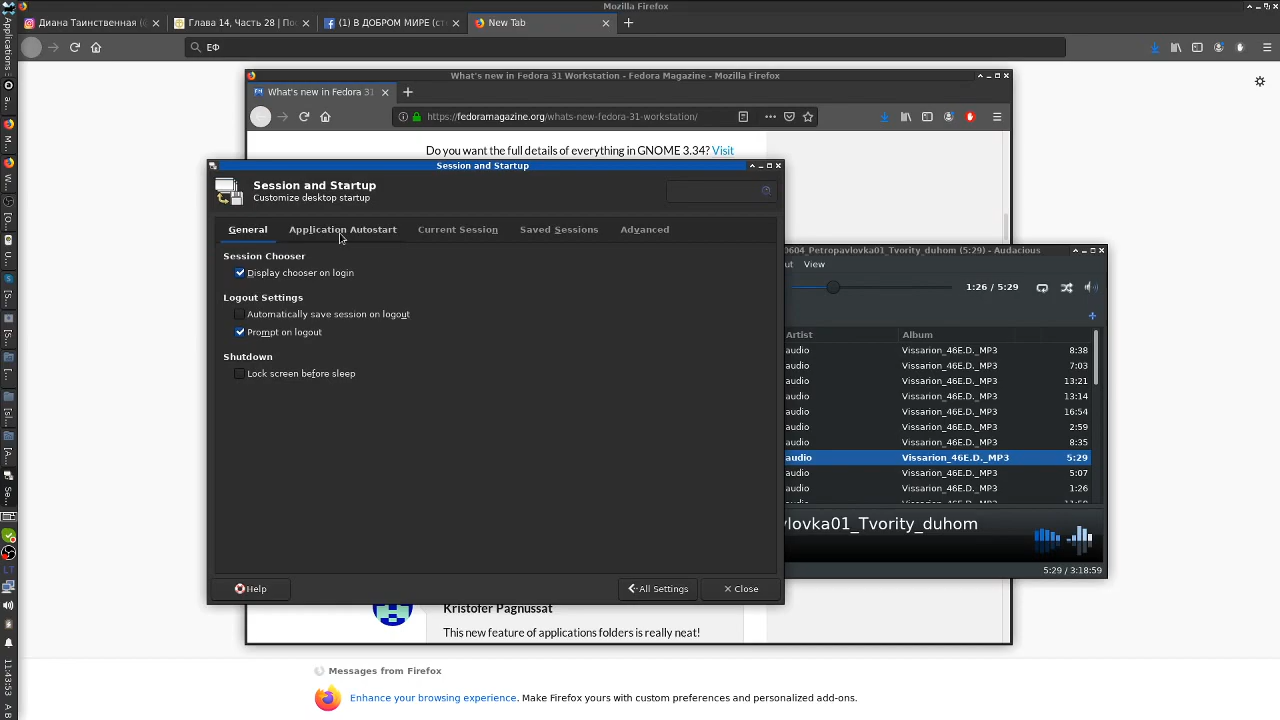 Mozilla Firefox
Диана Таинственная (
Глава 14, Часть 28 | Пос
(1) В ДОБРОМ МИРЕ (ст
New Tab
Applications
ЕФ
What's new in Fedora 31 Workstation - Fedora Magazine - Mozilla Firefox
What's new in Fedora 31
https://fedoramagazine.org/whats-new-fedora-31-workstation/
Do you want the full details of everything in GNOME 3.34? Visit
Session and Startup
Session and Startup
Customize desktop startup
General
Application Autostart
Current Session
Saved Sessions
Advanced
Session Chooser
Display chooser on login
Logout Settings
Automatically save session on logout
Prompt on logout
Shutdown
Lock screen before sleep
Help
All Settings
Close
0604_Petropavlovka01_Tvority_duhom (5:29) - Audacious
ut View
1:26 / 5:29
Artist Album
audio Vissarion_46E.D._MP3 8:38
audio Vissarion_46E.D._MP3 7:03
audio Vissarion_46E.D._MP3 13:21
audio Vissarion_46E.D._MP3 13:14
audio Vissarion_46E.D._MP3 16:54
audio Vissarion_46E.D._MP3 2:59
audio Vissarion_46E.D._MP3 8:35
audio Vissarion_46E.D._MP3 5:29
audio Vissarion_46E.D._MP3 5:07
audio Vissarion_46E.D._MP3 1:26
vlovka01_Tvority_duhom
5:29 / 3:18:59
Kristofer Pagnussat
This new feature of applications folders is really neat!
Messages from Firefox
Enhance your browsing experience. Make Firefox yours with custom preferences and personalized add-ons.
LT
11:43:53